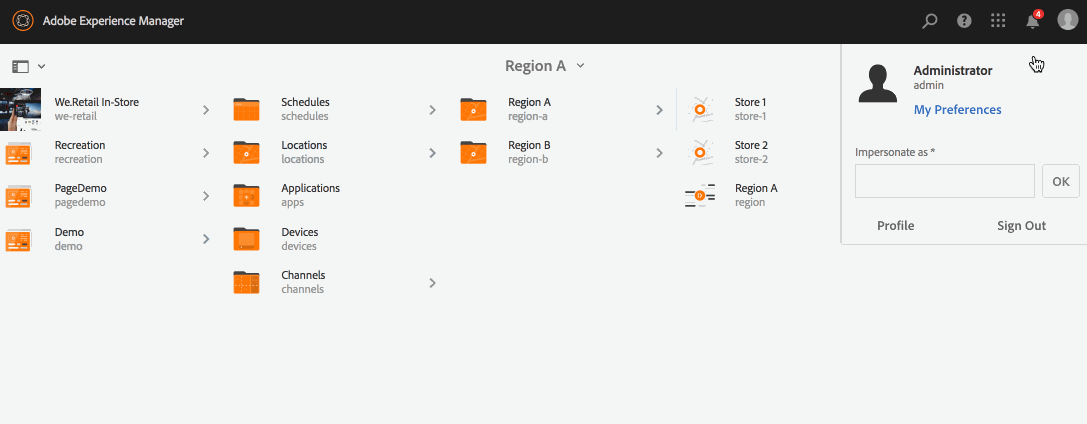 Adobe Experience Manager
4
Region A
We.Retail In-Store
we-retail
Recreation
recreation
PageDemo
pagedemo
Demo
demo
Schedules
schedules
Locations
locations
Applications
apps
Devices
devices
Channels
channels
Region A
region-a
Region B
region-b
Store 1
store-1
Store 2
store-2
Region A
region
Administrator
admin
My Preferences
Impersonate as *
OK
Profile
Sign Out